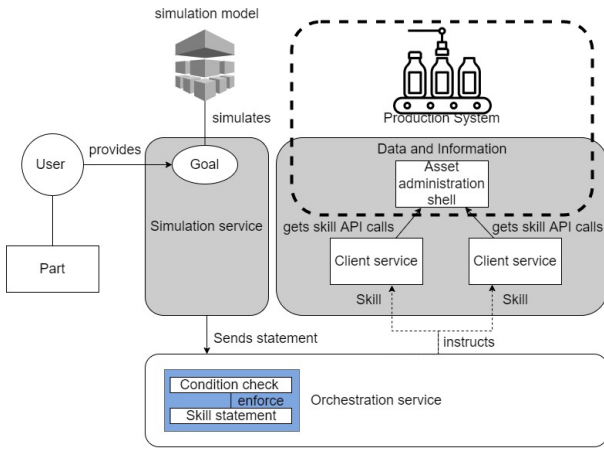 simulation model
simulates
Production System
provides
User
Goal
Data and Information
Asset
administration
shell
Simulation service
gets skill API calls
gets skill API calls
Part
Client service
Client service
Skill
Skill
Sends statement
instructs
Condition check
enforce
Skill statement
Orchestration service